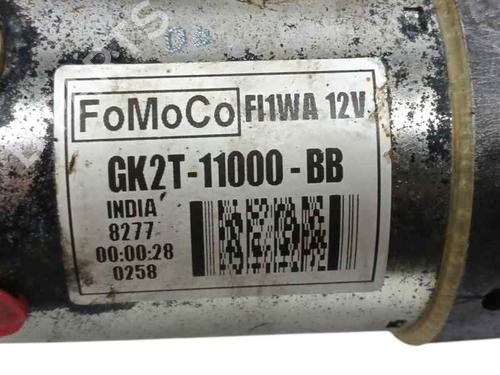 FoMoCo FI1WA 12V
GK2T-11000-BB
INDIA
8277
00:00:28
0258